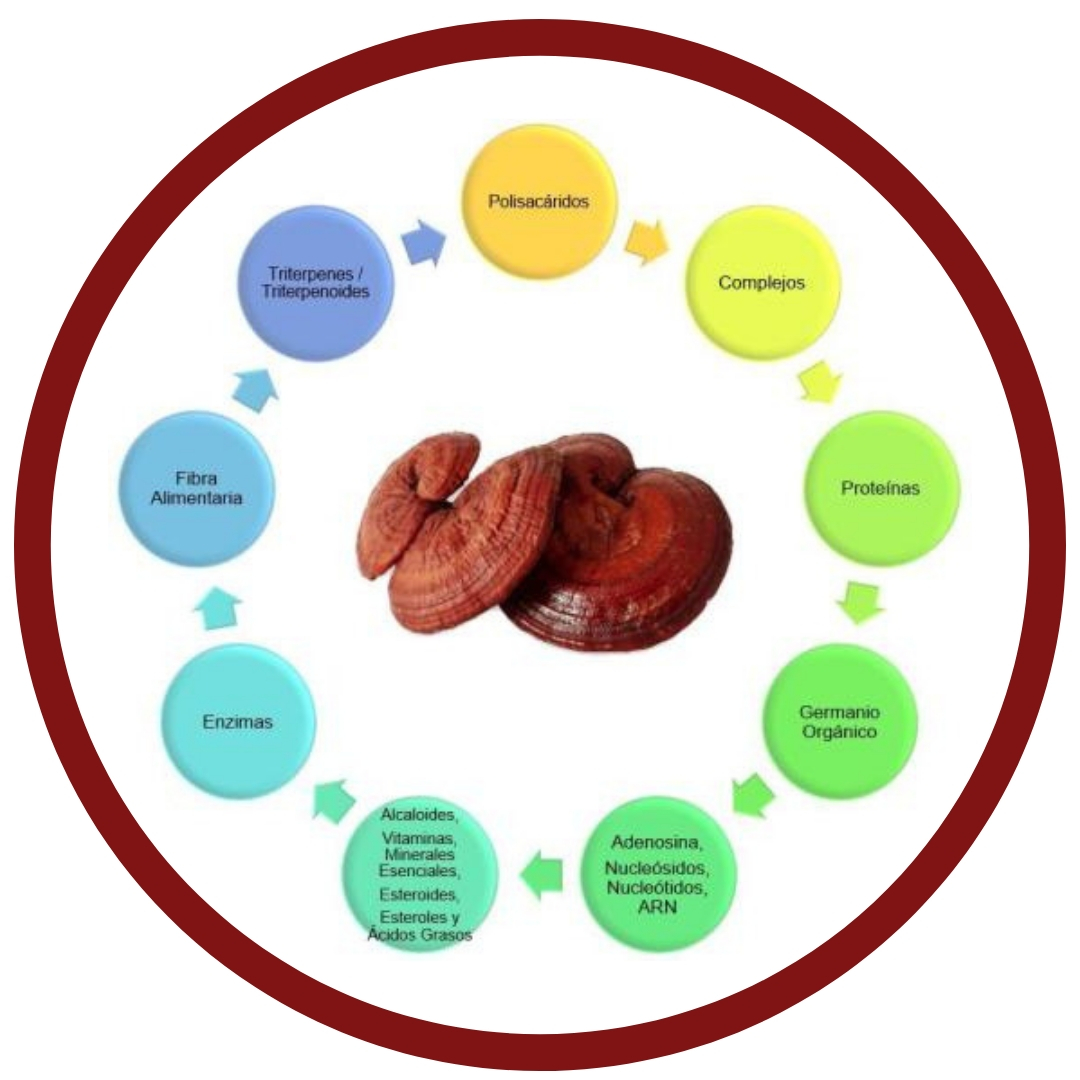 Polisacáridos
Complejos
Proteínas
Germanio
Orgánico
Adenosina,
Nucleósidos,
Nucleótidos,
ARN
Alcaloides,
Vitaminas,
Minerales
Esenciales,
Esteroides,
Esteroles y
Ácidos Grasos
Enzimas
Fibra
Alimentaria
Triterpenes /
Triterpenoides